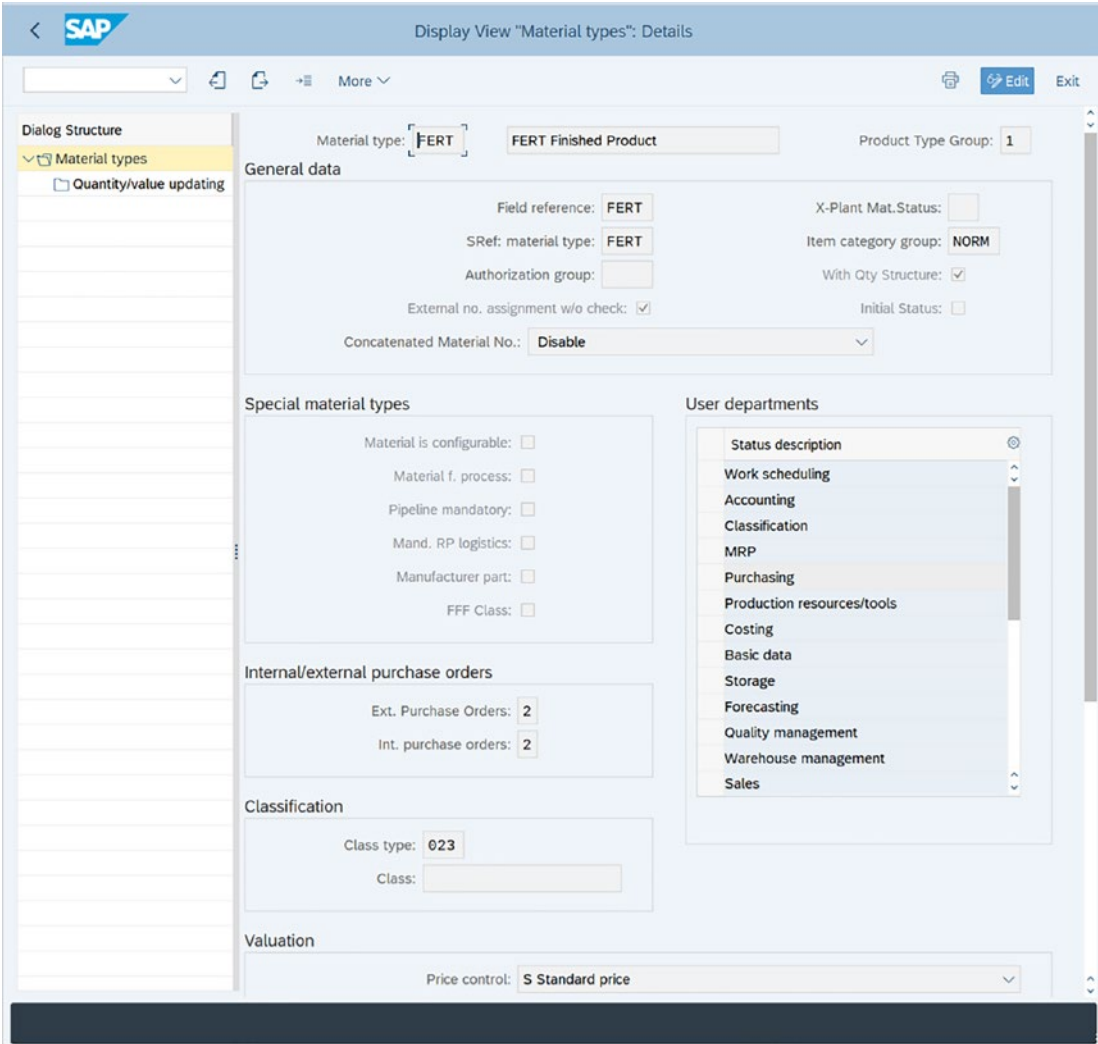 SAP
Display View "Material types": Details
More
Edit
Exit
Dialog Structure
Material types
Quantity/value updating
Material type: FERT FERT Finished Product Product Type Group: 1
General data
Field reference: FERT X-Plant Mat.Status:
SRef: material type: FERT Item category group: NORM
Authorization group: With Qty Structure:
External no. assignment w/o check: Initial Status:
Concatenated Material No.: Disable
Special material types
Material is configurable:
Material f. process:
Pipeline mandatory:
Mand. RP logistics:
Manufacturer part:
FFF Class:
User departments
Status description
Work scheduling
Accounting
Classification
MRP
Purchasing
Production resources/tools
Costing
Basic data
Storage
Forecasting
Quality management
Warehouse management
Sales
Internal/external purchase orders
Ext. Purchase Orders: 2
Int. purchase orders: 2
Classification
Class type: 023
Class:
Valuation
Price control: S Standard price